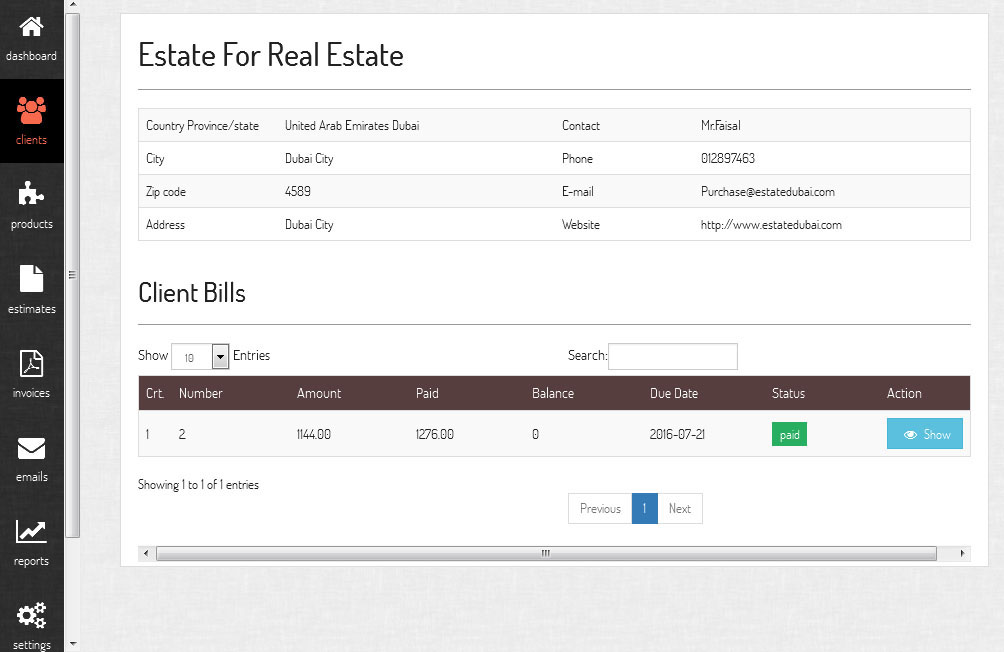 dashboard
clients
products
estimates
invoices
emails
reports
settings
Estate For Real Estate
Country Province/state United Arab Emirates Dubai Contact Mr.Faisal
City Dubai City Phone 012897463
Zip code 4589 E-mail Purchase@estatedubai.com
Address Dubai City Website http://www.estatedubai.com
Client Bills
Show 10 Entries Search:
Crt. Number Amount Paid Balance Due Date Status Action
1 2 1144.00 1276.00 0 2016-07-21 paid Show
Showing 1 to 1 of 1 entries
Previous 1 Next